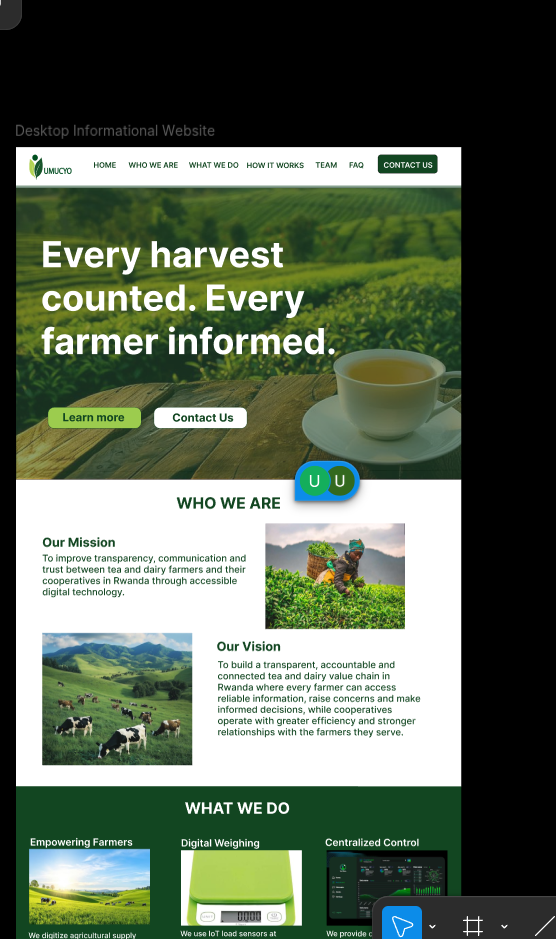 Desktop Informational Website
UMUCYO
HOME WHO WE ARE WHAT WE DO HOW IT WORKS TEAM FAQ CONTACT US
Every harvest
counted. Every
farmer informed.
Learn more Contact Us
U U
WHO WE ARE
Our Mission
To improve transparency, communication and
trust between tea and dairy farmers and their
cooperatives in Rwanda through accessible
digital technology.
Our Vision
To build a transparent, accountable and
connected tea and dairy value chain in
Rwanda where every farmer can access
reliable information, raise concerns and make
informed decisions, while cooperatives
operate with greater efficiency and stronger
relationships with the farmers they serve.
WHAT WE DO
Empowering Farmers Digital Weighing Centralized Control
We digitize agricultural supply We use IoT load sensors at We provide